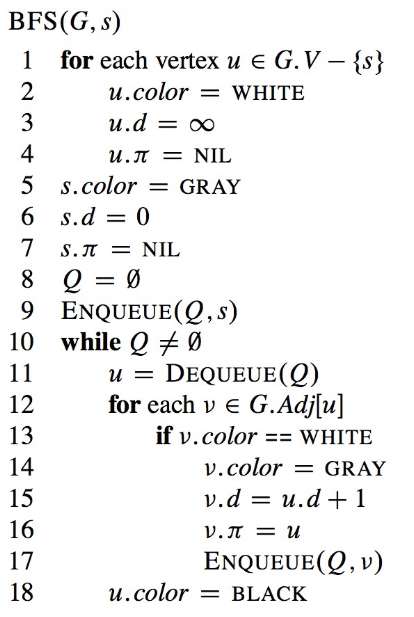 BFS(G, s)
1 for each vertex u ∈ G.V − {s}
2 u.color = WHITE
3 u.d = ∞
4 u.π = NIL
5 s.color = GRAY
6 s.d = 0
7 s.π = NIL
8 Q = Ø
9 ENQUEUE(Q, s)
10 while Q ≠ Ø
11 u = DEQUEUE(Q)
12 for each v ∈ G.Adj[u]
13 if v.color == WHITE
14 v.color = GRAY
15 v.d = u.d + 1
16 v.π = u
17 ENQUEUE(Q, v)
18 u.color = BLACK